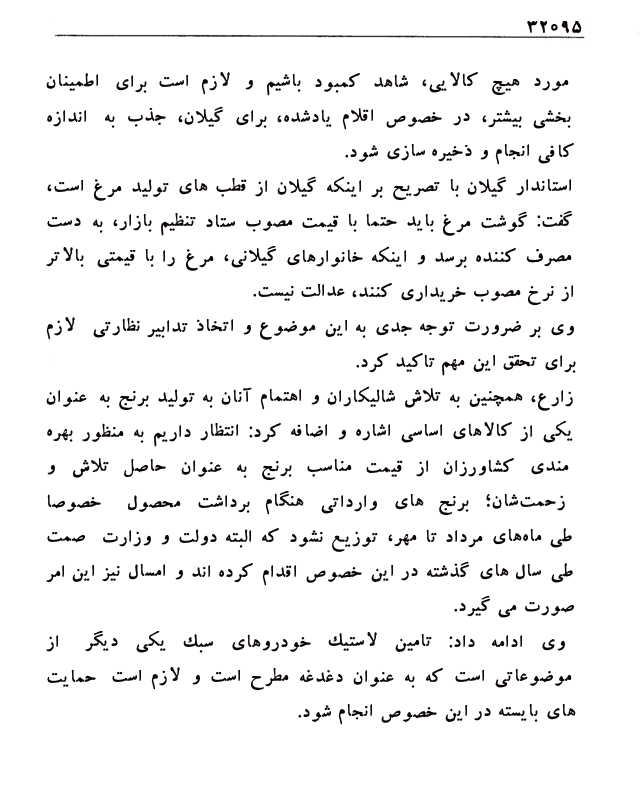 ۳۲۰۹۵
مورد هیچ کالایی، شاهد کمبود باشیم و لازم است برای اطمینان
بخشی بیشتر، در خصوص اقلام یادشده، برای گیلان، جذب به اندازه
کافی انجام و ذخیره سازی شود.
استاندار گیلان با تصریح بر اینکه گیلان از قطب های تولید مرغ است،
گفت: گوشت مرغ باید حتما با قیمت مصوب ستاد تنظیم بازار، به دست
مصرف کننده برسد و اینکه خانوارهای گیلانی، مرغ را با قیمتی بالاتر
از نرخ مصوب خریداری کنند، عدالت نیست.
وی بر ضرورت توجه جدی به این موضوع و اتخاذ تدابیر نظارتی لازم
برای تحقق این مهم تاکید کرد.
زارع، همچنین به تلاش شالیکاران و اهتمام آنان به تولید برنج به عنوان
یکی از کالاهای اساسی اشاره و اضافه کرد: انتظار داریم به منظور بهره
مندی کشاورزان از قیمت مناسب برنج به عنوان حاصل تلاش و
زحمت‌شان؛ برنج های وارداتی هنگام برداشت محصول خصوصا
طی ماه‌های مرداد تا مهر، توزیع نشود که البته دولت و وزارت صمت
طی سال های گذشته در این خصوص اقدام کرده اند و امسال نیز این امر
صورت می گیرد.
وی ادامه داد: تامین لاستیك خودروهای سبك یکی دیگر از
موضوعاتی است که به عنوان دغدغه مطرح است و لازم است حمایت
های بایسته در این خصوص انجام شود.